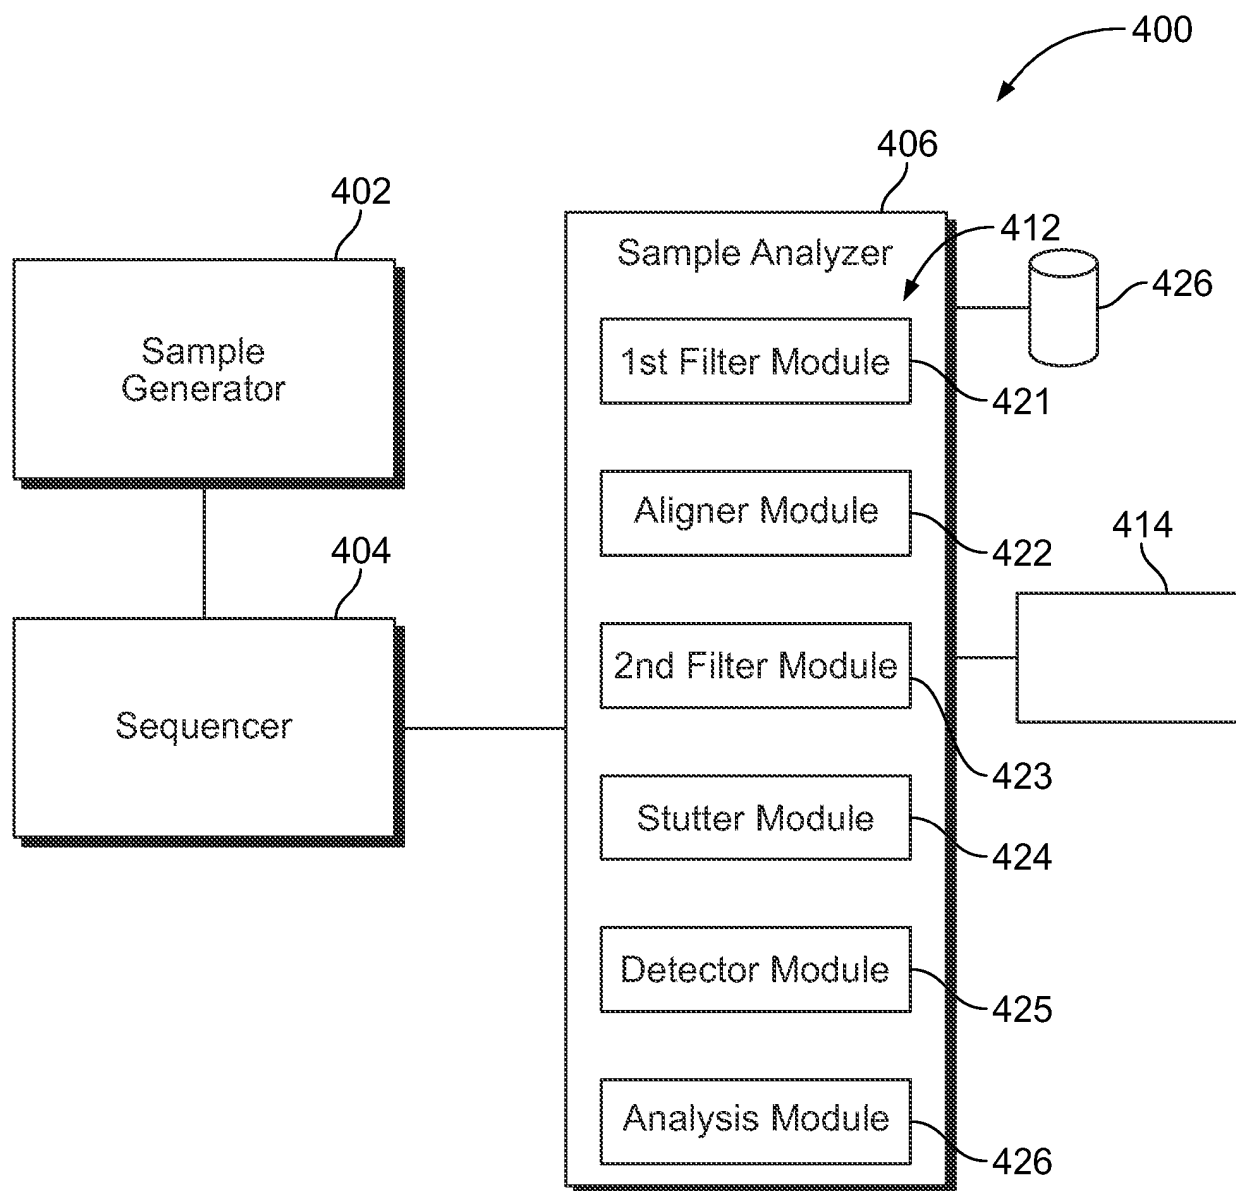 400
406
402
Sample Analyzer
412
426
Sample
Generator
1st Filter Module
421
Aligner Module
422
414
404
2nd Filter Module
Sequencer
423
Stutter Module
424
Detector Module
425
Analysis Module
426